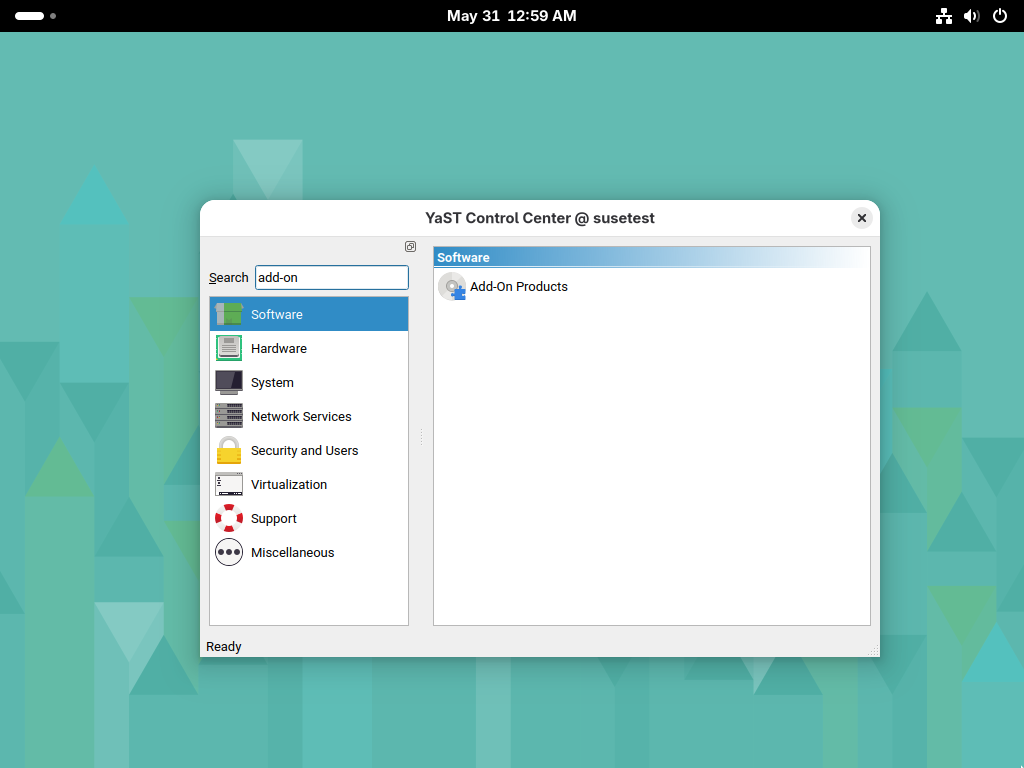 May 31 12:59 AM
YaST Control Center @ susetest
Search add-on
Software
Hardware
System
Network Services
Security and Users
Virtualization
Support
Miscellaneous
Software
Add-On Products
Ready